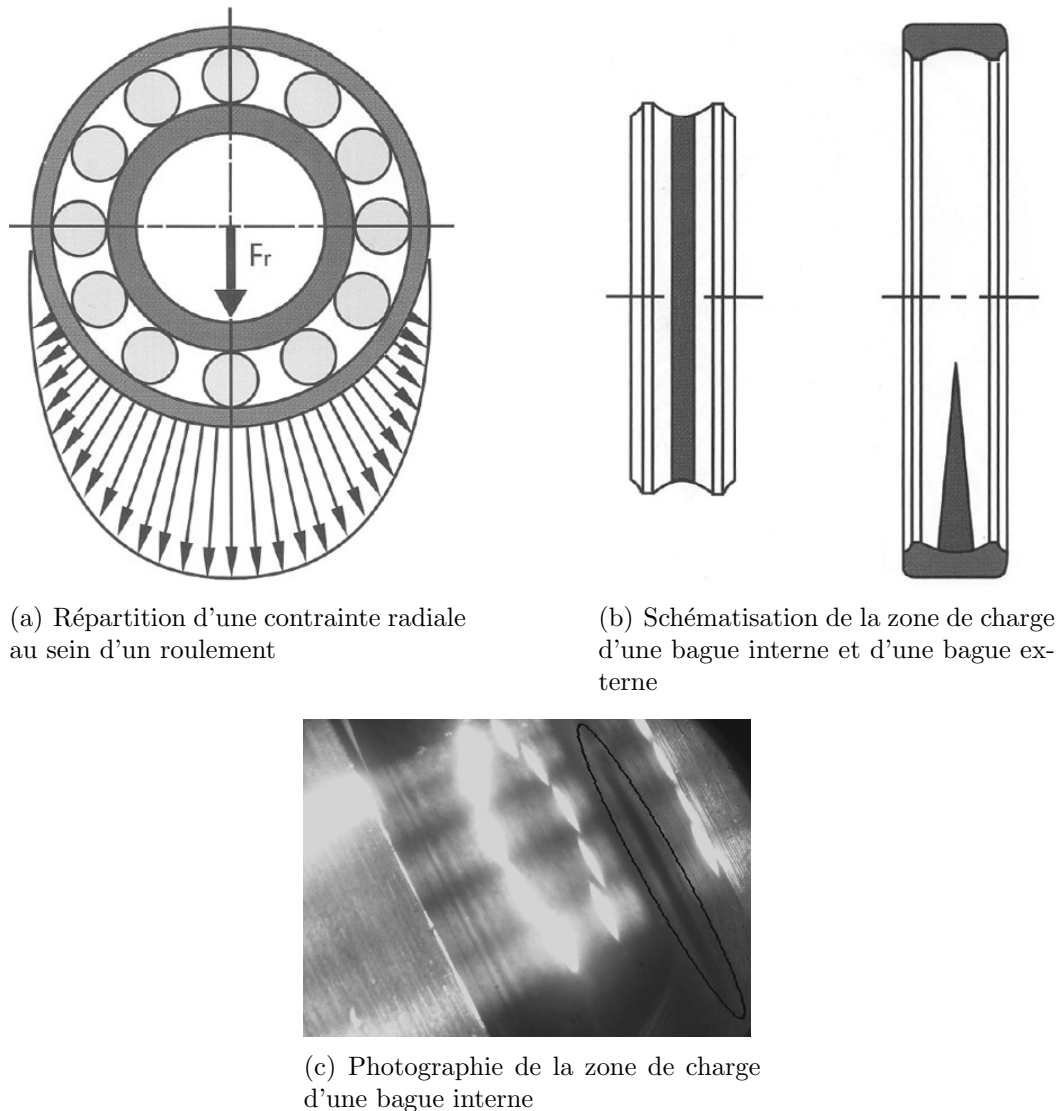 Fr
(a) Répartition d'une contrainte radiale
au sein d'un roulement
(b) Schématisation de la zone de charge
d'une bague interne et d'une bague ex-
terne
(c) Photographie de la zone de charge
d'une bague interne